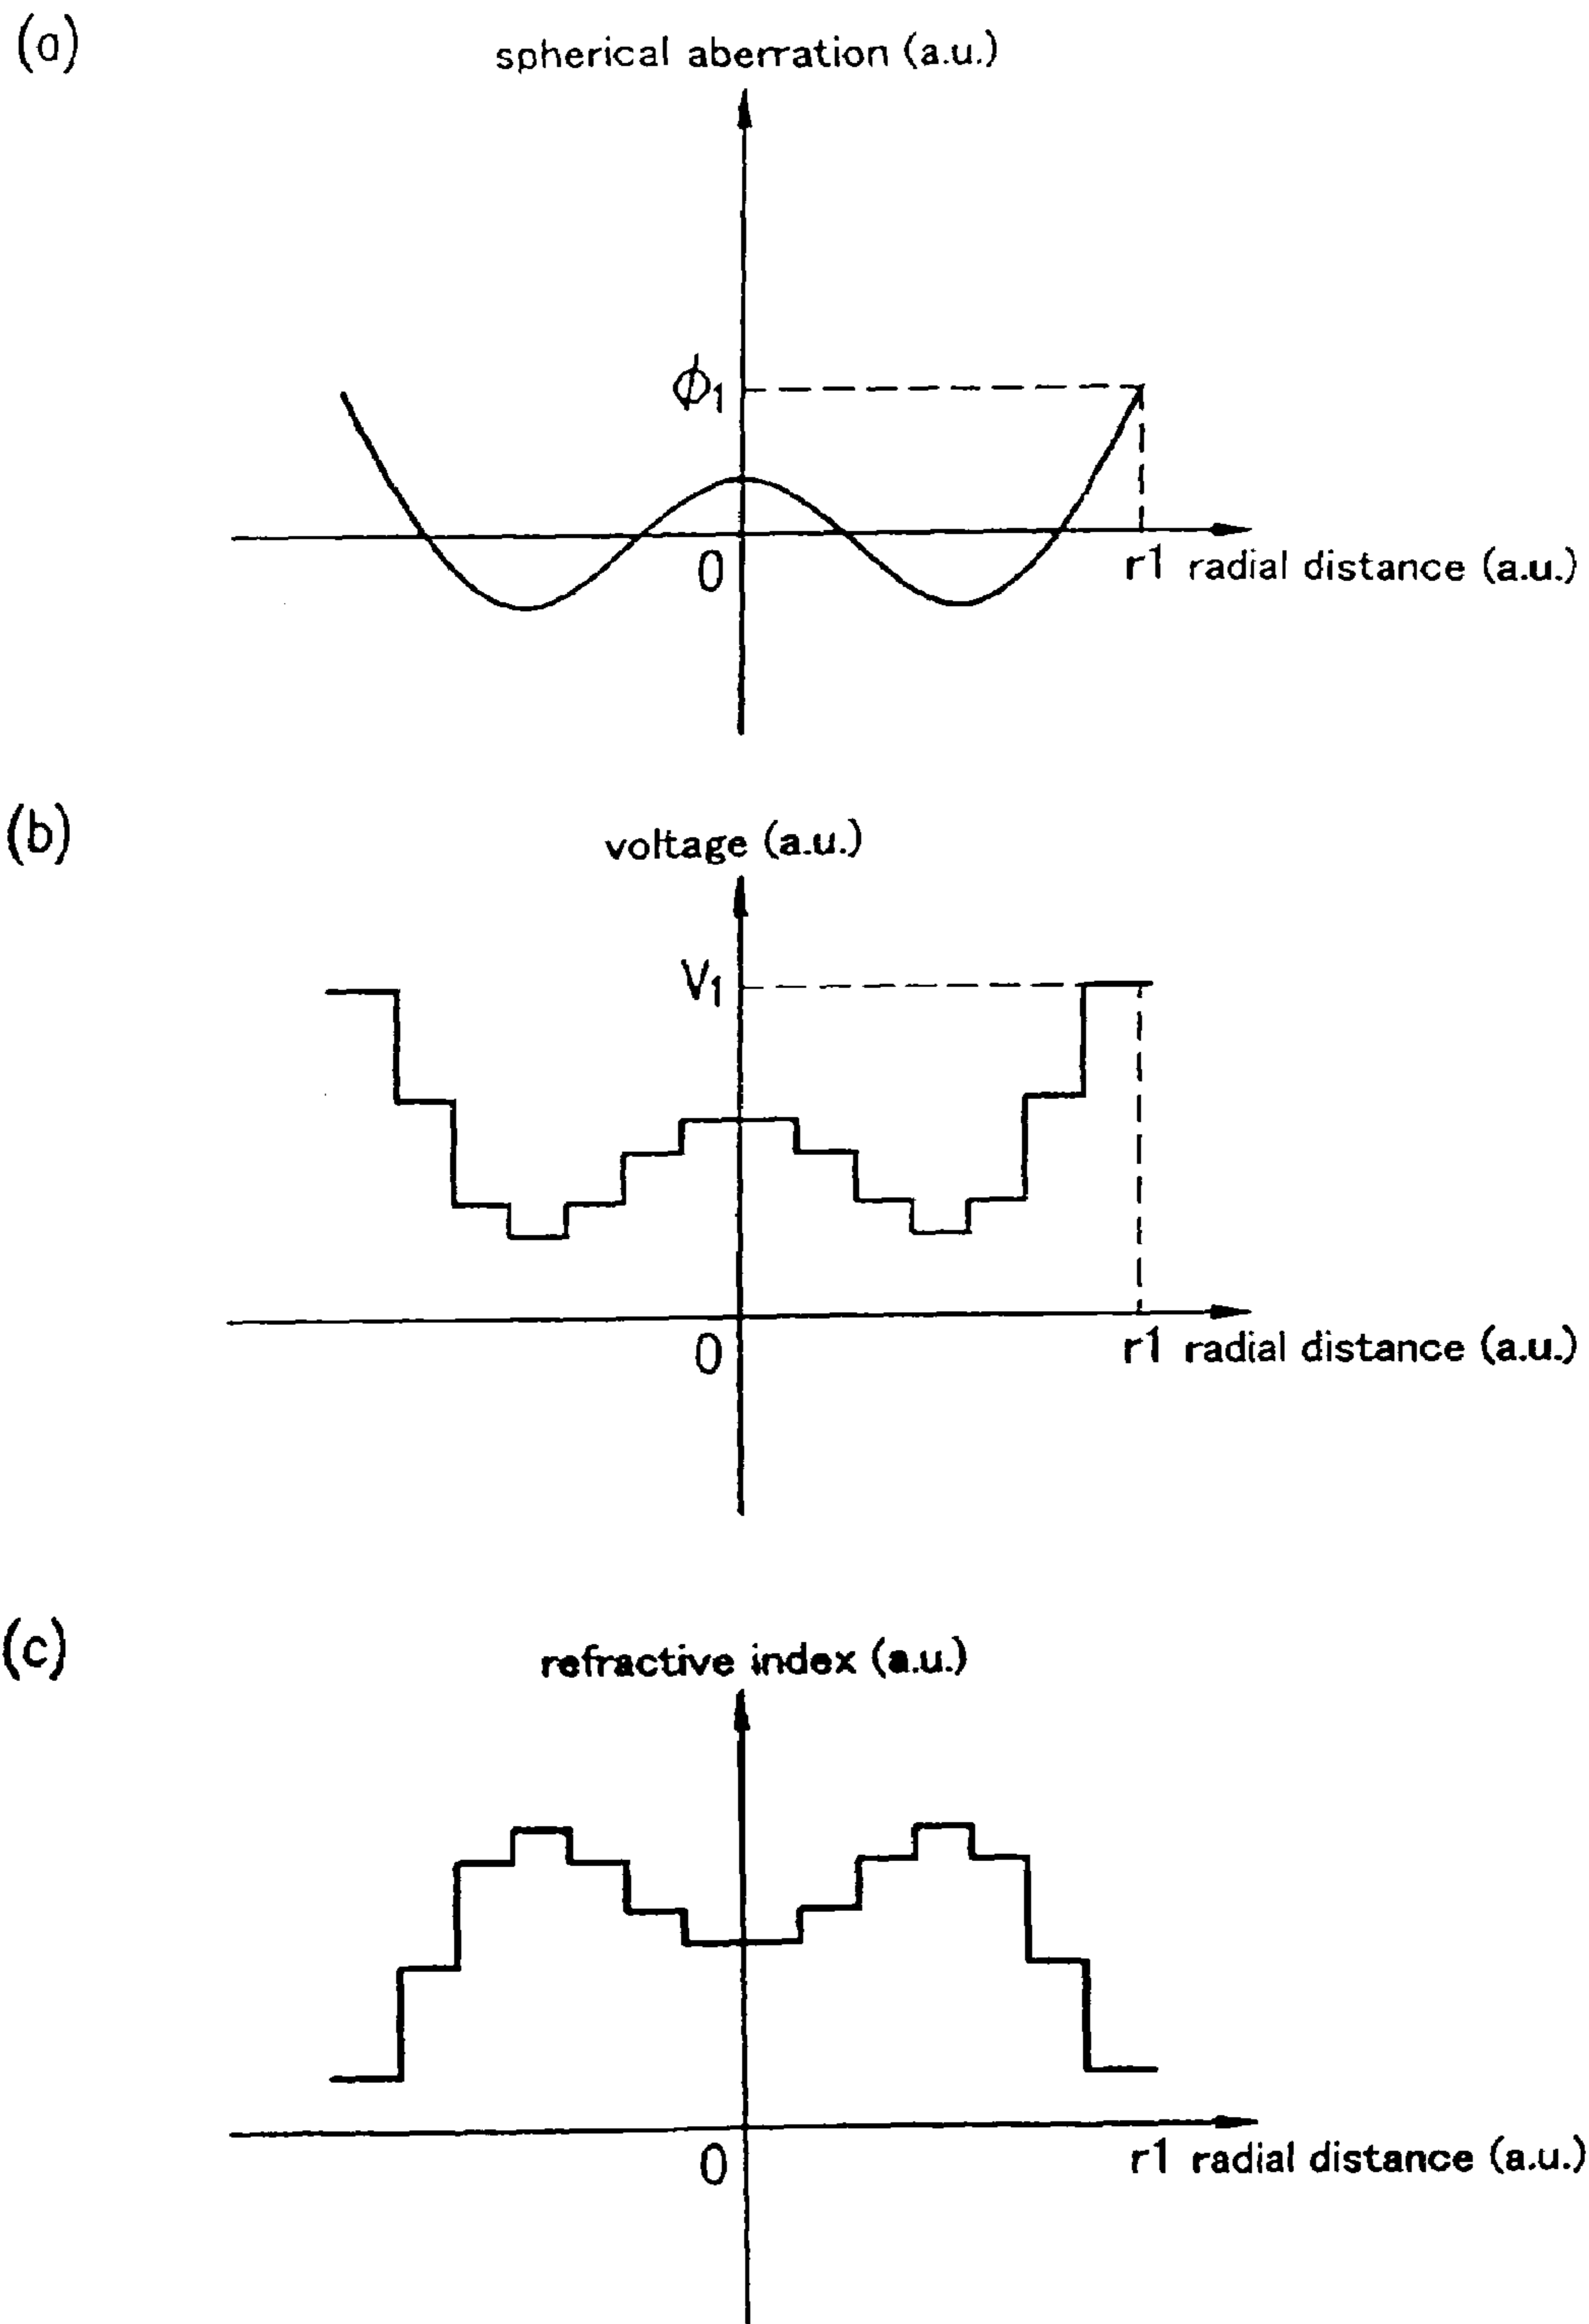 (a)
spherical aberration (a.u.)
ϕ1
0
r1 radial distance (a.u.)
(b)
voltage (a.u.)
V1
0
r1 radial distance (a.u.)
(c)
refractive index (a.u.)
0
r1 radial distance (a.u.)